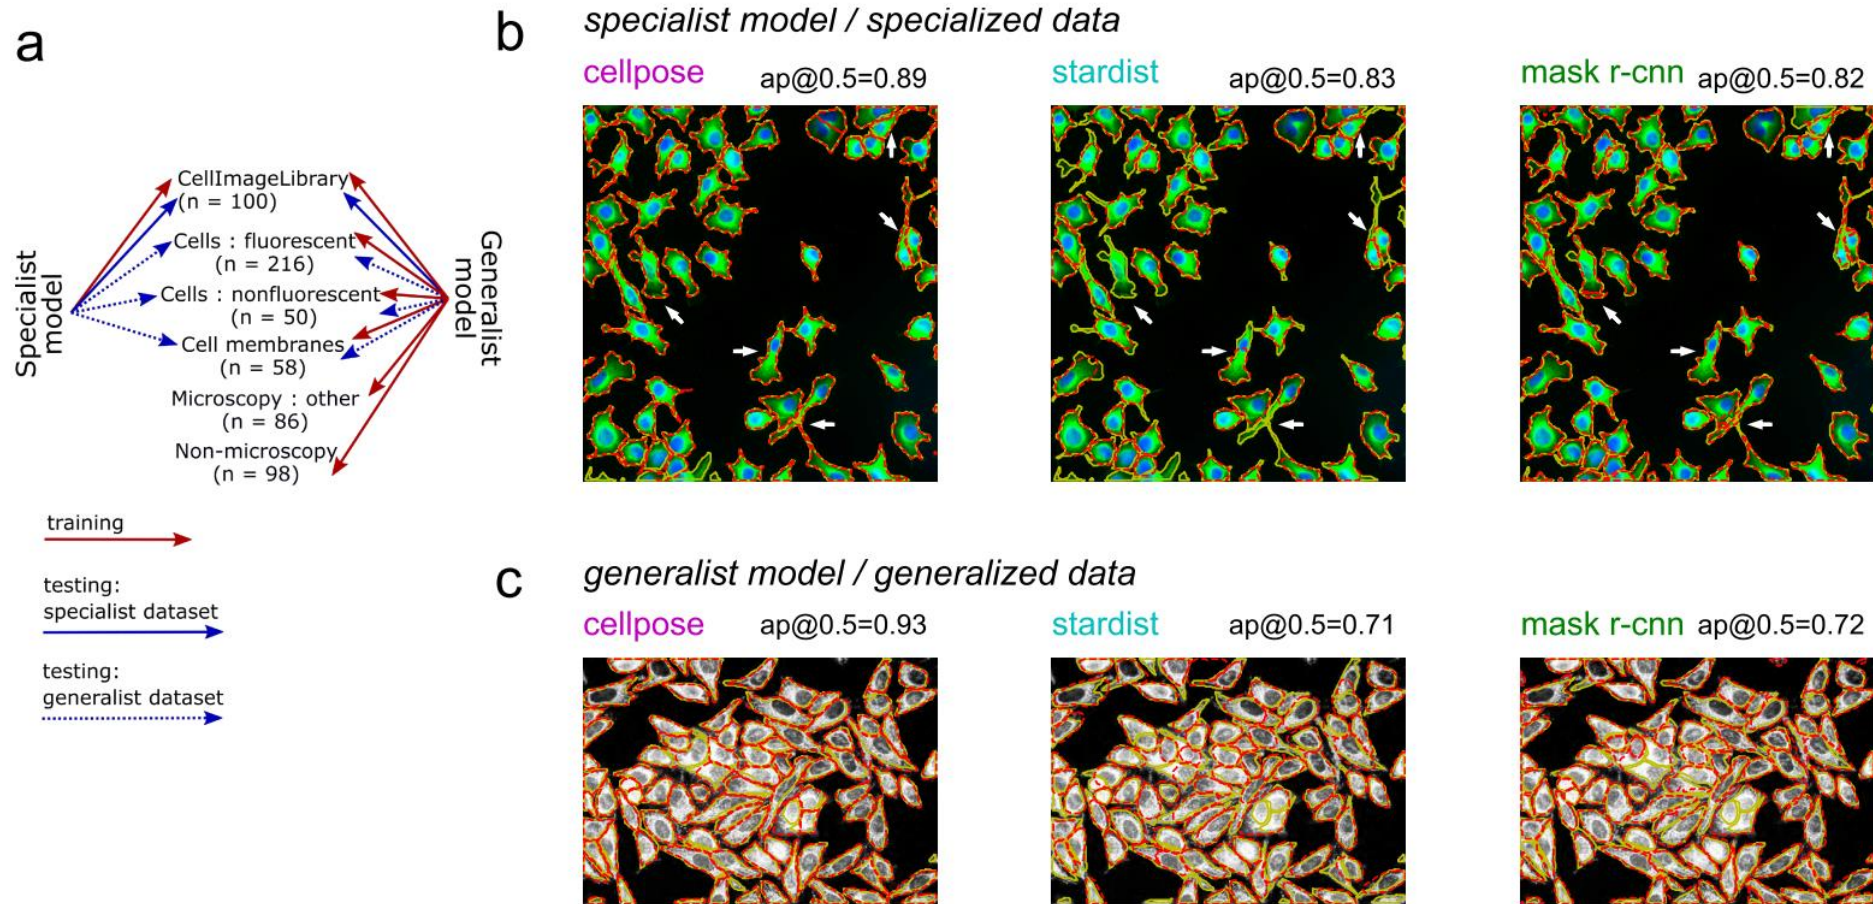 a
Specialist
model
CellImageLibrary
(n = 100)
Cells : fluorescent
(n = 216)
Cells : nonfluorescent
(n = 50)
Cell membranes
(n = 58)
Microscopy : other
(n = 86)
Non-microscopy
(n = 98)
Generalist
model
training
testing:
specialist dataset
testing:
generalist dataset
b
specialist model / specialized data
cellpose ap@0.5=0.89
stardist ap@0.5=0.83
mask r-cnn ap@0.5=0.82
c
generalist model / generalized data
cellpose ap@0.5=0.93
stardist ap@0.5=0.71
mask r-cnn ap@0.5=0.72